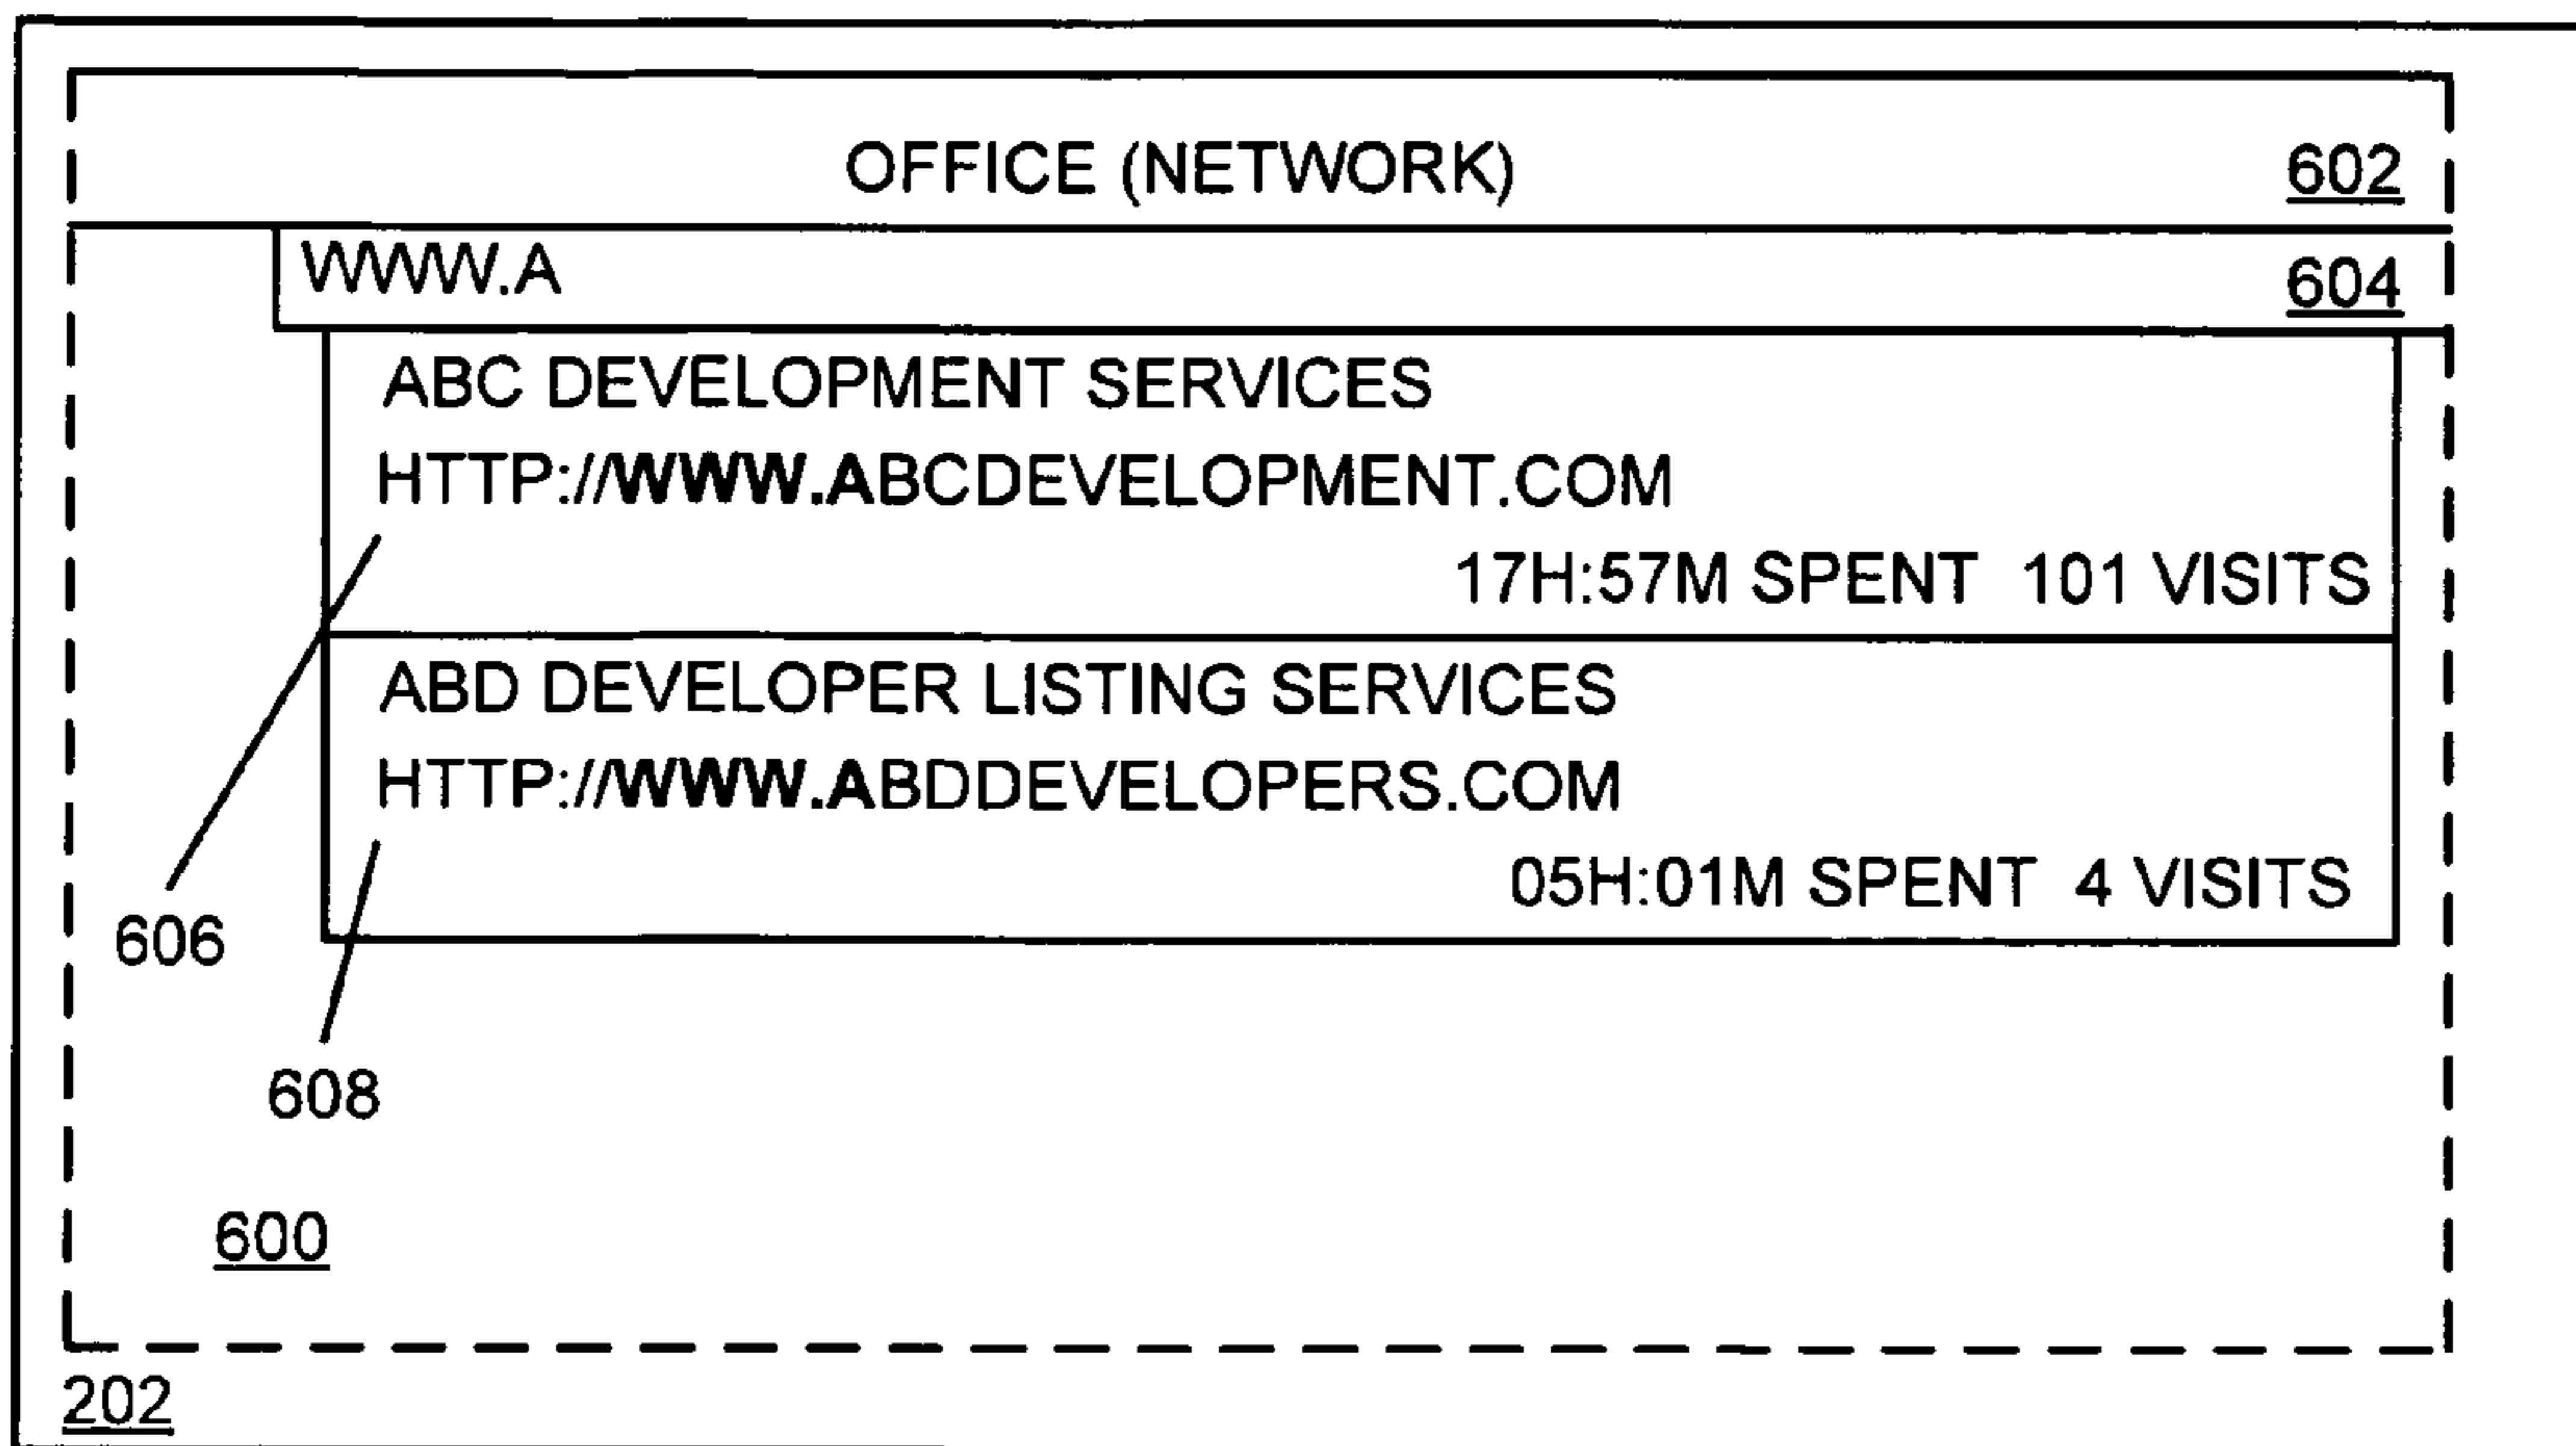 OFFICE (NETWORK)
602
WWW.A
604
ABC DEVELOPMENT SERVICES
HTTP://WWW.ABCDEVELOPMENT.COM
17H:57M SPENT 101 VISITS
ABD DEVELOPER LISTING SERVICES
HTTP://WWW.ABDDEVELOPERS.COM
05H:01M SPENT 4 VISITS
606
608
600
202